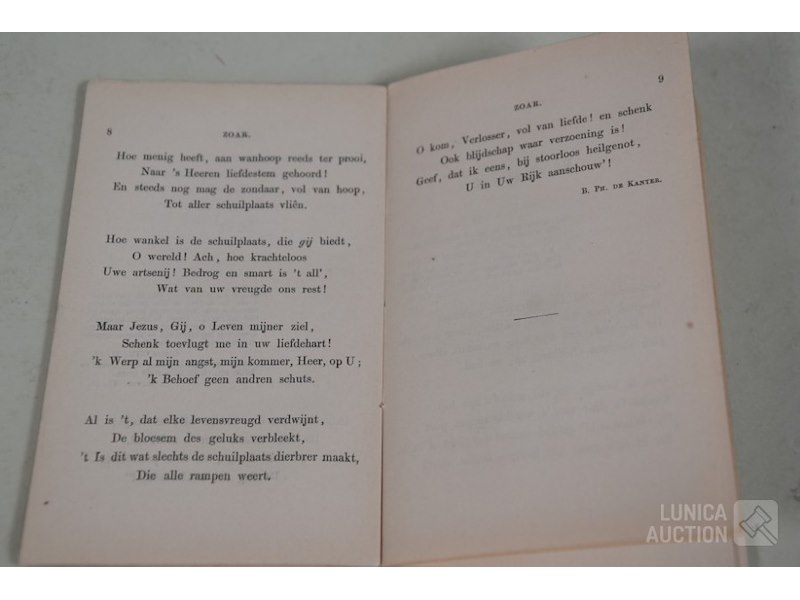 8
ZOAR.
Hoe menig heeft, aan wanhoop reeds ter prooi,
Naar 's Heeren liefdestem gehoord!
En steeds nog mag de zondaar, vol van hoop,
Tot aller schuilplaats vliên.
Hoe wankel is de schuilplaats, die gij biedt,
O wereld! Ach, hoe krachteloos
Uwe artsenij! Bedrog en smart is 't all',
Wat van uw vreugde ons rest!
Maar Jezus, Gij, o Leven mijner ziel,
Schenk toevlugt me in uw liefdehart!
'k Werp al mijn angst, mijn kommer, Heer, op U;
'k Behoef geen andren schuts.
Al is 't, dat elke levensvreugd verdwijnt,
De bloesem des geluks verbleekt,
't Is dit wat slechts de schuilplaats dierbrer maakt,
Die alle rampen weert.
9
ZOAR.
O kom, Verlosser, vol van liefde! en schenk
Ook blijdschap waar verzoening is!
Geef, dat ik eens, bij stoorloos heilgenot,
U in Uw Rijk aanschouw'!
B. Ph. de Kanter.
LUNICA
AUCTION